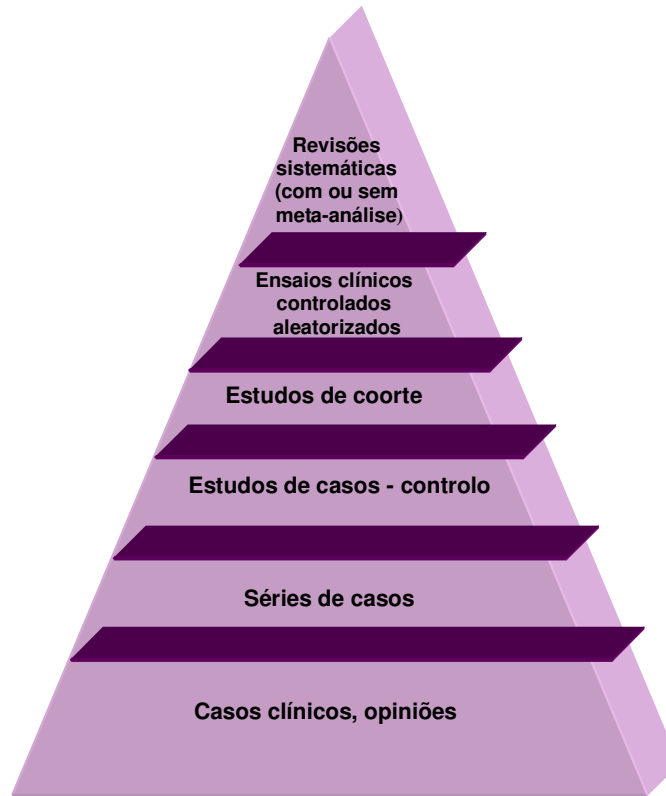 Revisões
sistemáticas
(com ou sem
meta-análise)
Ensaios clínicos
controlados
aleatorizados
Estudos de coorte
Estudos de casos - controlo
Séries de casos
Casos clínicos, opiniões